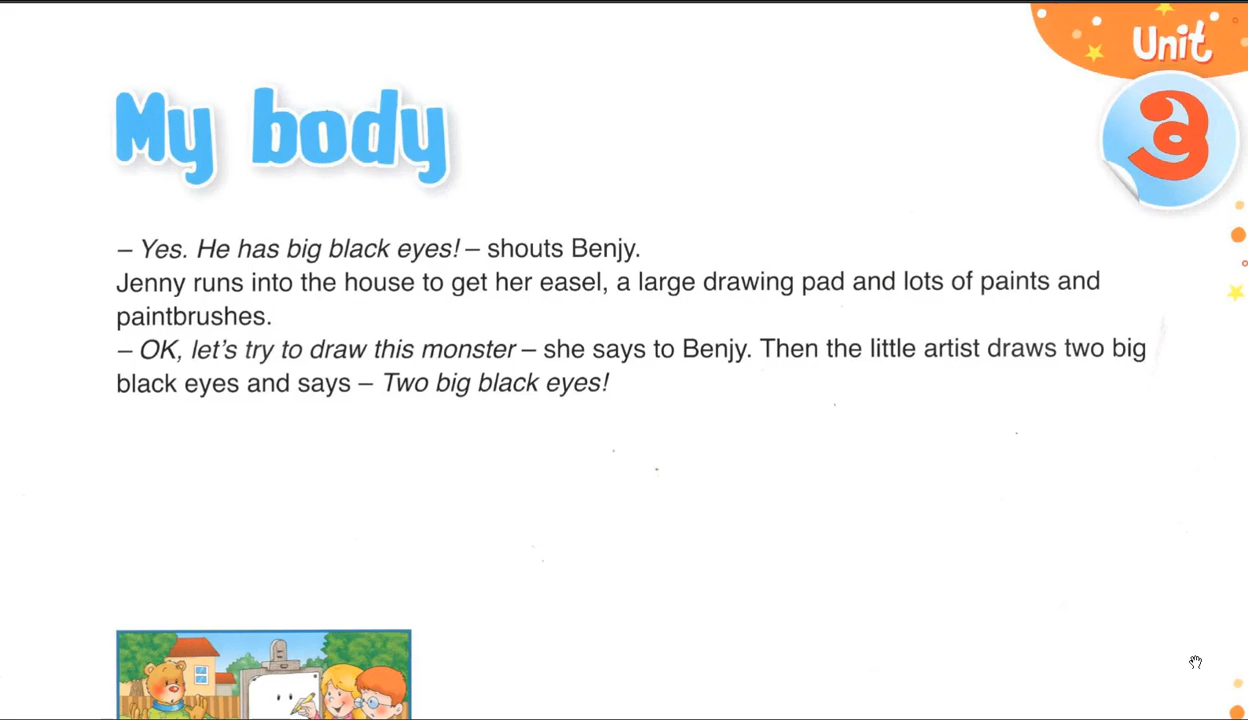 Unit
3
My body
– Yes. He has big black eyes! – shouts Benjy.
Jenny runs into the house to get her easel, a large drawing pad and lots of paints and
paintbrushes.
– OK, let's try to draw this monster – she says to Benjy. Then the little artist draws two big
black eyes and says – Two big black eyes!